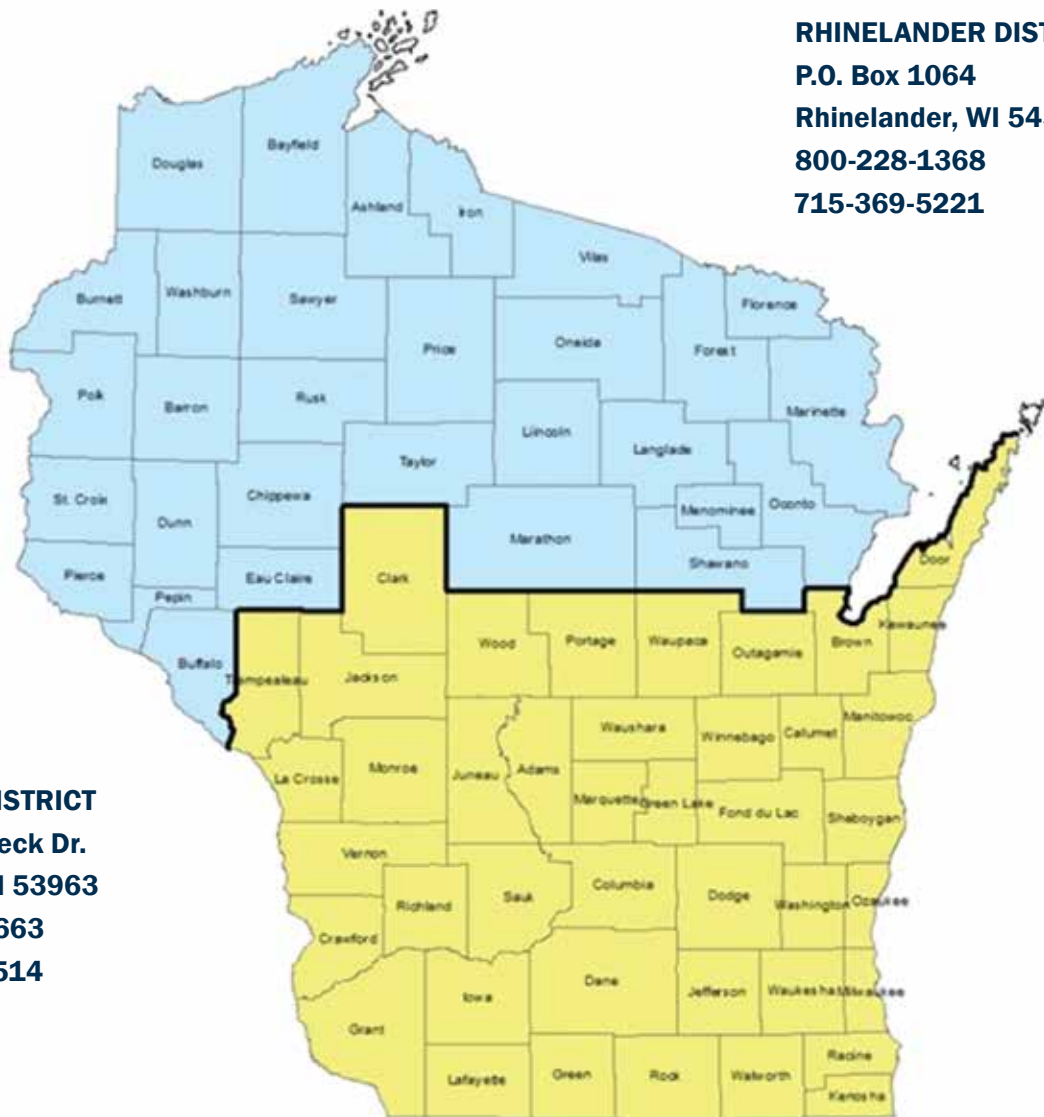 RHINELANDER DIST
P.O. Box 1064
Rhinelander, WI 54
800-228-1368
715-369-5221
Douglas
Bayfield
Ashland
Iron
Vilas
Burnett
Washburn
Sawyer
Price
Oneida
Forest
Florence
Polk
Barron
Rusk
Lincoln
Langlade
Marinette
Taylor
St. Croix
Dunn
Chippewa
Marathon
Menominee
Oconto
Shawano
Pierce
Pepin
Eau Claire
Clark
Door
Buffalo
Trempealeau
Jackson
Wood
Portage
Waupaca
Outagamie
Brown
Kewaunee
La Crosse
Monroe
Juneau
Adams
Waushara
Winnebago
Calumet
Manitowoc
Marquette
Green Lake
Fond du Lac
Sheboygan
ISTRICT
eck Dr.
I 53963
663
514
Vernon
Richland
Sauk
Columbia
Dodge
Washington
Ozaukee
Crawford
Grant
Iowa
Dane
Jefferson
Waukesha
Milwaukee
Lafayette
Green
Rock
Walworth
Racine
Kenosha